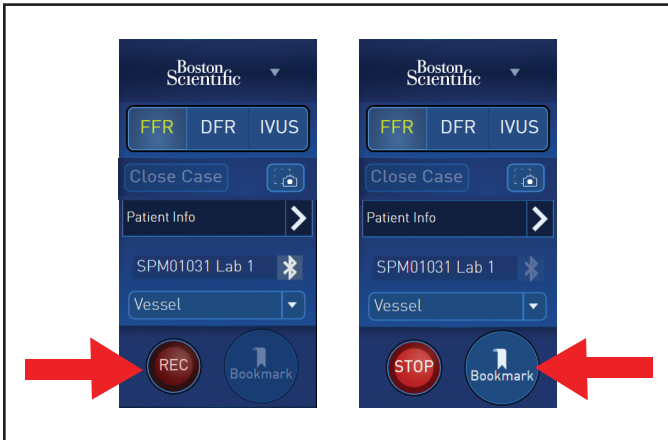 Boston
Scientific
FFR DFR IVUS
Close Case
Patient Info
SPM01031 Lab 1
Vessel
REC
Bookmark
Boston
Scientific
FFR DFR IVUS
Close Case
Patient Info
SPM01031 Lab 1
Vessel
STOP
Bookmark